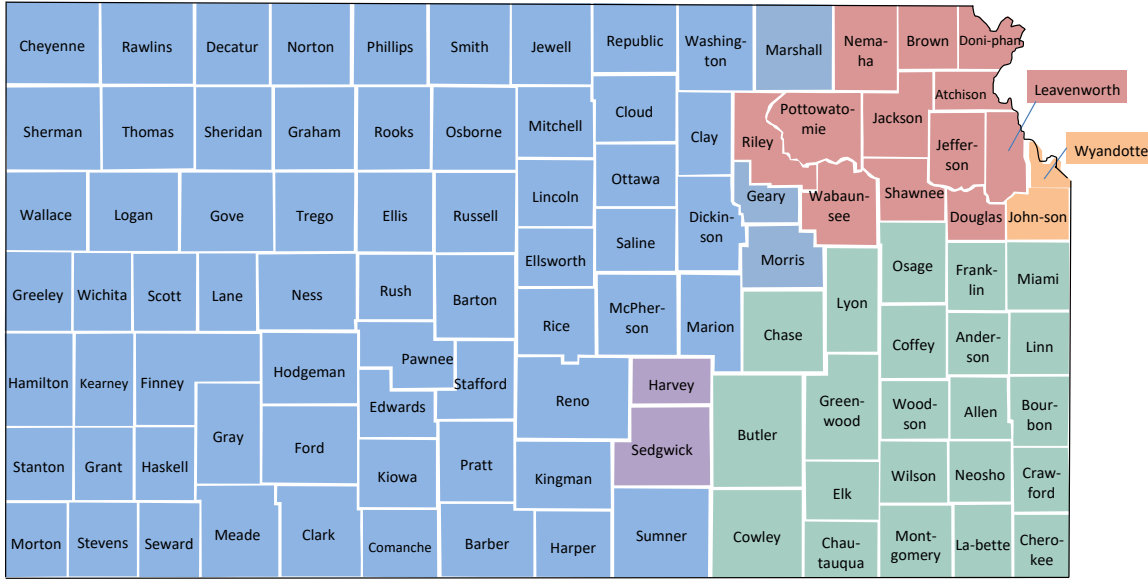 Cheyenne
Rawlins
Decatur
Norton
Phillips
Smith
Jewell
Republic
Washing-
ton
Marshall
Nema-
ha
Brown
Doni-phan
Sherman
Thomas
Sheridan
Graham
Rooks
Osborne
Mitchell
Cloud
Clay
Riley
Pottowato-
mie
Jackson
Atchison
Leavenworth
Jeffer-
son
Wyandotte
Wallace
Logan
Gove
Trego
Ellis
Russell
Lincoln
Ottawa
Saline
Dickin-
son
Geary
Wabaun-
see
Shawnee
Douglas
John-son
Greeley
Wichita
Scott
Lane
Ness
Rush
Barton
Ellsworth
Rice
McPher-
son
Marion
Morris
Chase
Lyon
Osage
Frank-
lin
Miami
Hamilton
Kearney
Finney
Hodgeman
Pawnee
Edwards
Stafford
Reno
Harvey
Sedgwick
Butler
Green-
wood
Coffey
Ander-
son
Linn
Wood-
son
Allen
Bour-
bon
Stanton
Grant
Haskell
Gray
Ford
Kiowa
Pratt
Kingman
Wilson
Neosho
Craw-
ford
Elk
Morton
Stevens
Seward
Meade
Clark
Comanche
Barber
Harper
Sumner
Cowley
Chau-
tauqua
Mont-
gomery
La-bette
Chero-
kee